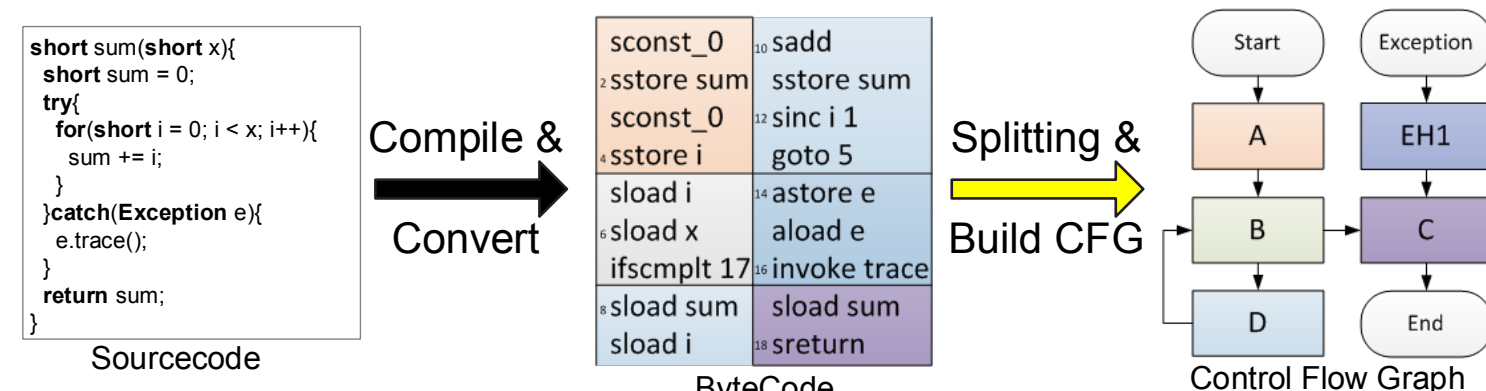 short sum(short x){
short sum = 0;
try{
for(short i = 0; i < x; i++){
sum += i;
}
}catch(Exception e){
e.trace();
}
return sum;
}
Sourcecode
Compile &
Convert
sconst_0
2 sstore sum
sconst_0
4 sstore i
sload i
6 sload x
ifscmplt 17
8 sload sum
sload i
10 sadd
sstore sum
12 sinc i 1
goto 5
14 astore e
aload e
16 invoke trace
sload sum
18 sreturn
ByteCode
Splitting &
Build CFG
Start
Exception
A
EH1
B
C
D
End
Control Flow Graph